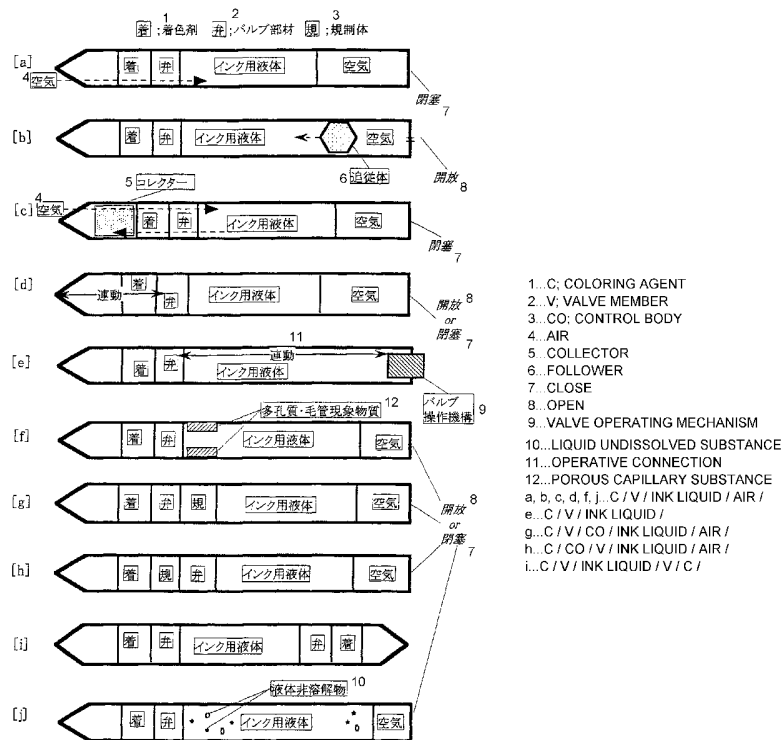 1 2 3
着;着色剤 弁;バルブ部材 規;規制体
[a] 着 弁 インク用液体 空気
4 空気
閉塞 7
[b] 着 弁 インク用液体 空気
開放 8
6 追従体
5 コレクター
4 空気
[c] 着 弁 インク用液体 空気
閉塞 7
[d] 着 弁 インク用液体 空気
連動
開放 8
or
閉塞 7
11
[e] 着 弁 連動
インク用液体
バルブ
操作機構 9
多孔質・毛管現象物質 12
[f] 着 弁 インク用液体 空気
[g] 着 弁 規 インク用液体 空気
開放 8
or
閉塞 7
[h] 着 規 弁 インク用液体 空気
[i] 着 弁 インク用液体 弁 着
液体非溶解物 10
[j] 着 弁 インク用液体 空気
1...C; COLORING AGENT
2...V; VALVE MEMBER
3...CO; CONTROL BODY
4...AIR
5...COLLECTOR
6...FOLLOWER
7...CLOSE
8...OPEN
9...VALVE OPERATING MECHANISM
10...LIQUID UNDISSOLVED SUBSTANCE
11...OPERATIVE CONNECTION
12...POROUS CAPILLARY SUBSTANCE
a, b, c, d, f, j...C / V / INK LIQUID / AIR /
e...C / V / INK LIQUID /
g...C / V / CO / INK LIQUID / AIR /
h...C / CO / V / INK LIQUID / AIR /
i...C / V / INK LIQUID / V / C /